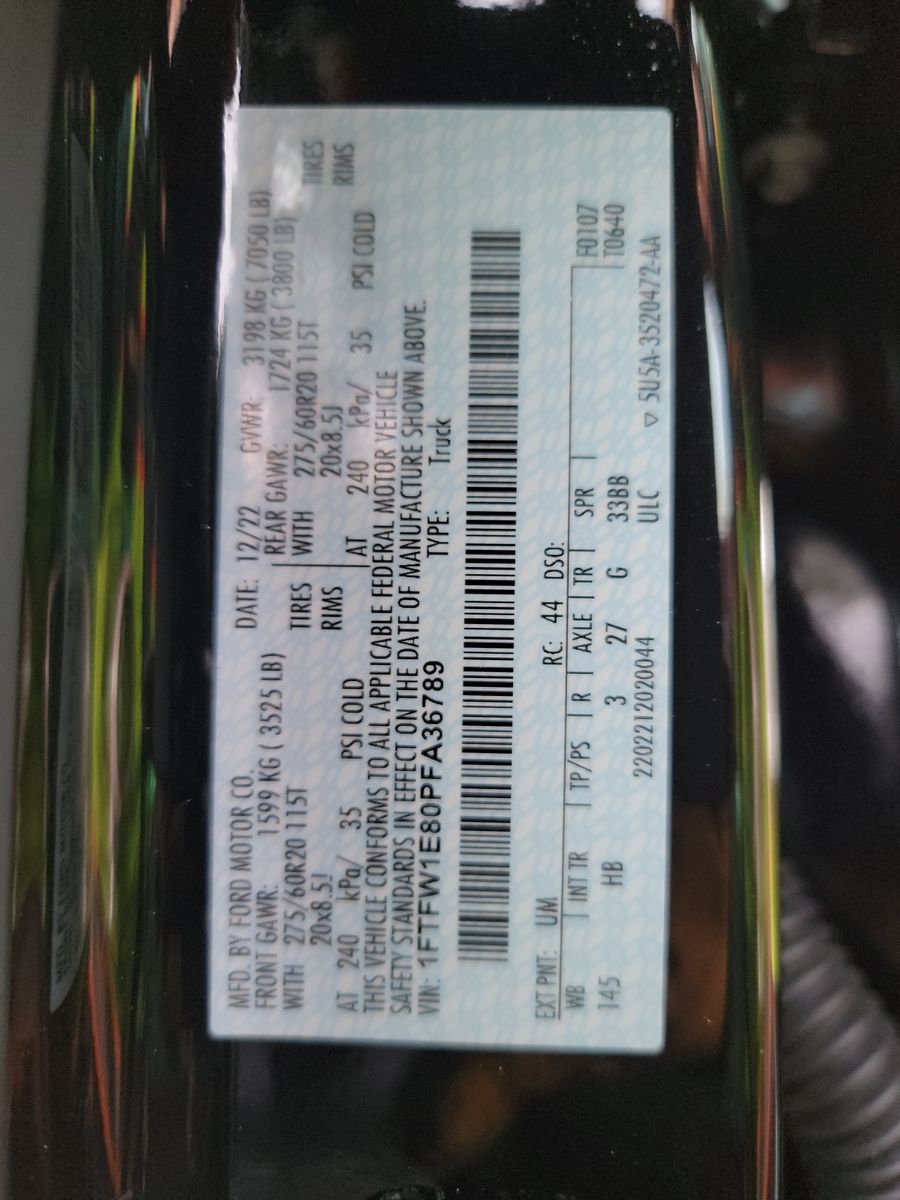 MFD. BY FORD MOTOR CO. DATE: 12/22 GVWR: 3198 KG ( 7050 LB)
FRONT GAWR: 1599 KG ( 3525 LB) REAR GAWR: 1724 KG ( 3800 LB)
WITH 275/60R20 115T TIRES WITH 275/60R20 115T TIRES
20x8.5J RIMS 20x8.5J RIMS
AT 240 kPa/ 35 PSI COLD AT 240 kPa/ 35 PSI COLD
THIS VEHICLE CONFORMS TO ALL APPLICABLE FEDERAL MOTOR VEHICLE
SAFETY STANDARDS IN EFFECT ON THE DATE OF MANUFACTURE SHOWN ABOVE.
VIN: 1FTFW1E80PFA36789 TYPE: Truck
EXT PNT: UM RC: 44 DSO: F0107
WB INT TR TP/PS R AXLE TR SPR T0640
145 HB 3 27 G 33BB
2202212020044 ULC ▽ 5U5A-3520472-AA